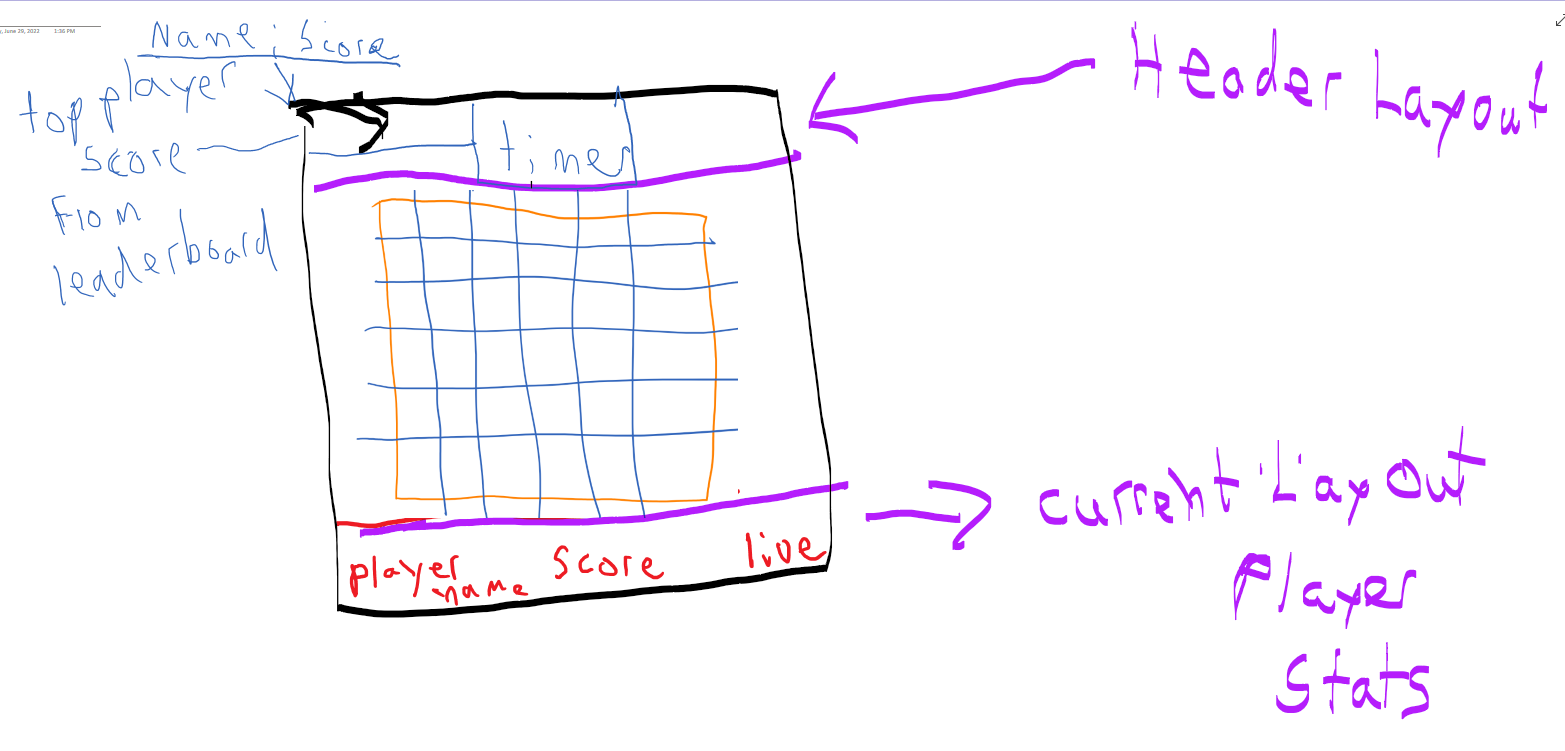 , June 29, 2022 1:36 PM
Name: Score
top player
score
From
leaderboard
timer
Header Layout
player
name
Score
live
current Layout
Player
Stats